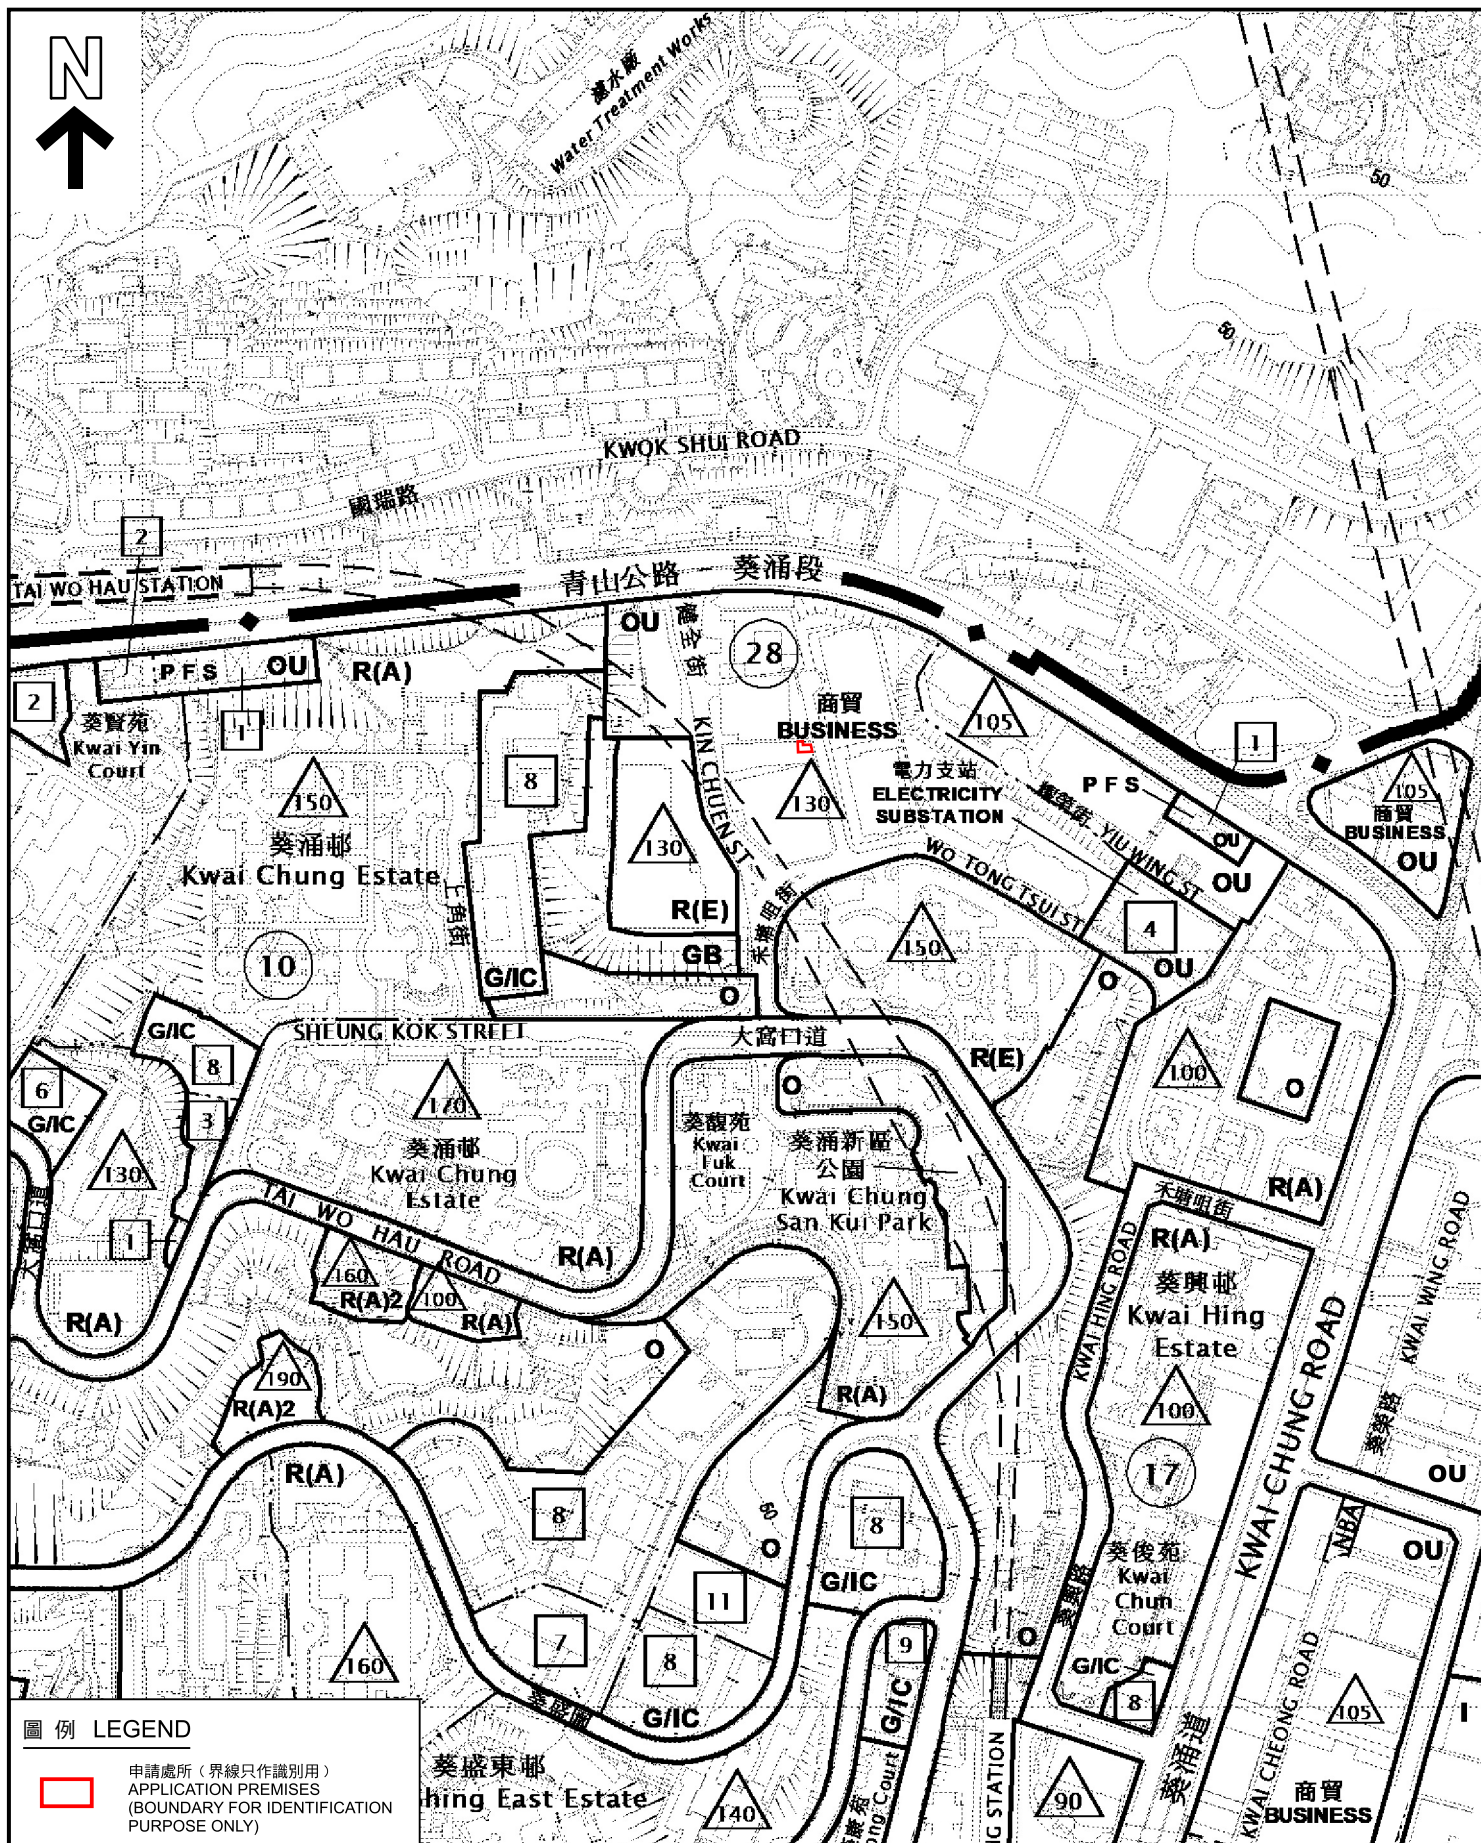 N
濾水廠
Water Treatment Works
50
50
KWOK SHUI ROAD
國瑞路
2
TAI WO HAU STATION
青山公路 - 葵涌段
OU
健全街
28
P F S
OU
R(A)
2
葵賢苑
Kwai Yin
Court
1
商貿
BUSINESS
105
1
8
KIN CHUEN ST
電力支站
ELECTRICITY
SUBSTATION
P F S
105
商貿
BUSINESS
OU
150
130
130
YIU WING ST
OU
OU
葵涌邨
Kwai Chung Estate
上角街
WO TONG TSUI ST
R(E)
禾塘咀街
150
4
OU
10
GB
G/IC
O
O
SHEUNG KOK STREET
大窩口道
R(E)
G/IC
8
6
G/IC
3
170
O
100
O
130
葵涌邨
Kwai Chung
Estate
葵馥苑
Kwai
Fuk
Court
葵涌新區
公園
Kwai Chung
San Kui Park
R(A)
禾塘咀街
1
大窩口道
TAI WO HAU ROAD
R(A)
R(A)
葵興邨
Kwai Hing
Estate
KWAI HING ROAD
KWAI WING ROAD
160
R(A)2
100
R(A)
R(A)
150
O
KWAI CHUNG ROAD
190
R(A)2
R(A)
100
葵榮路
R(A)
17
OU
8
60
O
8
G/IC
NBA
OU
葵俊苑
Kwai
Chun
Court
葵興路
11
7
8
9
O
160
G/IC
G/IC
G/IC
8
KWAI CHEONG ROAD
105
I
葵盛圍
葵涌道
圖 例 LEGEND
申請處所（界線只作識別用）
APPLICATION PREMISES
(BOUNDARY FOR IDENTIFICATION
PURPOSE ONLY)
葵盛東邨
hing East Estate
140
ong Court
G STATION
90
商貿
BUSINESS